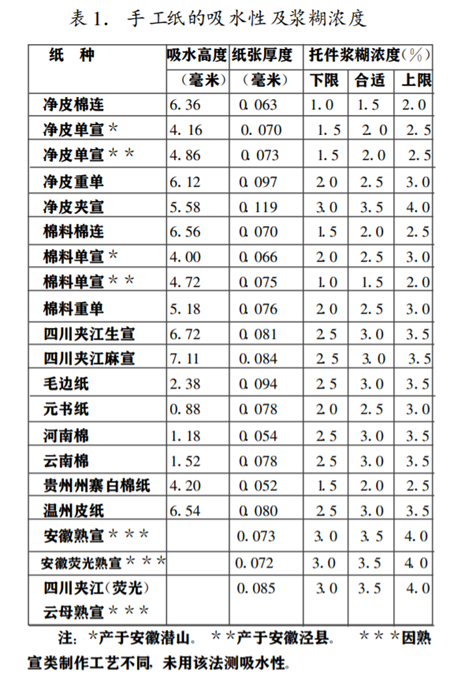 表 1. 手工纸的吸水性及浆糊浓度
纸 种 吸水高度 纸张厚度 托件浆糊浓度(%)
(毫米) (毫米) 下限 合适 上限
净皮棉连 6.36 0.063 1.0 1.5 2.0
净皮单宣* 4.16 0.070 1.5 2.0 2.5
净皮单宣** 4.86 0.073 1.5 2.0 2.5
净皮重单 6.12 0.097 2.0 2.5 3.0
净皮夹宣 5.58 0.119 3.0 3.5 4.0
棉料棉连 6.56 0.070 1.5 2.0 2.5
棉料单宣* 4.00 0.066 2.0 2.5 3.0
棉料单宣** 4.72 0.075 1.0 1.5 2.0
棉料重单 5.18 0.076 2.0 2.5 3.0
四川夹江生宣 6.72 0.081 2.5 3.0 3.5
四川夹江麻宣 7.11 0.084 2.5 3.0 3.5
毛边纸 2.38 0.094 2.5 3.0 3.5
元书纸 0.88 0.078 2.0 2.5 3.0
河南棉 1.18 0.054 2.5 3.0 3.5
云南棉 1.52 0.078 2.5 3.0 3.5
贵州州寨白棉纸 4.20 0.052 1.5 2.0 2.5
温州皮纸 6.54 0.080 2.5 3.0 3.5
安徽熟宣*** 0.073 3.0 3.5 4.0
安徽荧光熟宣*** 0.072 3.0 3.5 4.0
四川夹江(荧光) 0.085 3.0 3.5 4.0
云母熟宣***
注: *产于安徽潜山。 **产于安徽泾县。 ***因熟
宣类制作工艺不同, 未用该法测吸水性。